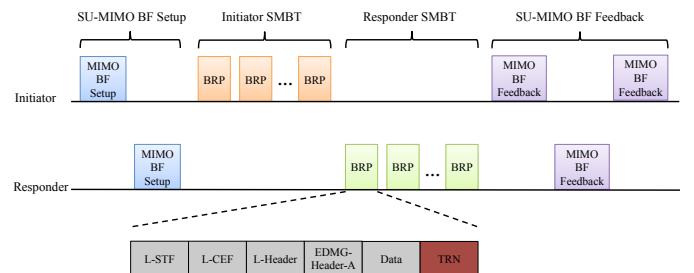 SU-MIMO BF Setup Initiator SMBT Responder SMBT SU-MIMO BF Feedback
MIMO
BF
Setup
BRP BRP ... BRP
MIMO
BF
Feedback
MIMO
BF
Feedback
Initiator
MIMO
BF
Setup
BRP BRP ... BRP
MIMO
BF
Feedback
Responder
L-STF L-CEF L-Header EDMG-
Header-A Data TRN